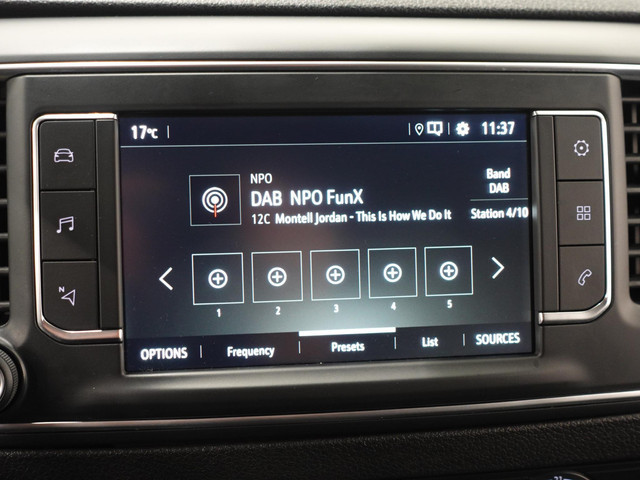 17°C
11:37
NPO
DAB NPO FunX
12C Montell Jordan - This Is How We Do It
Band
DAB
Station 4/10
1 2 3 4 5
OPTIONS Frequency Presets List SOURCES
N